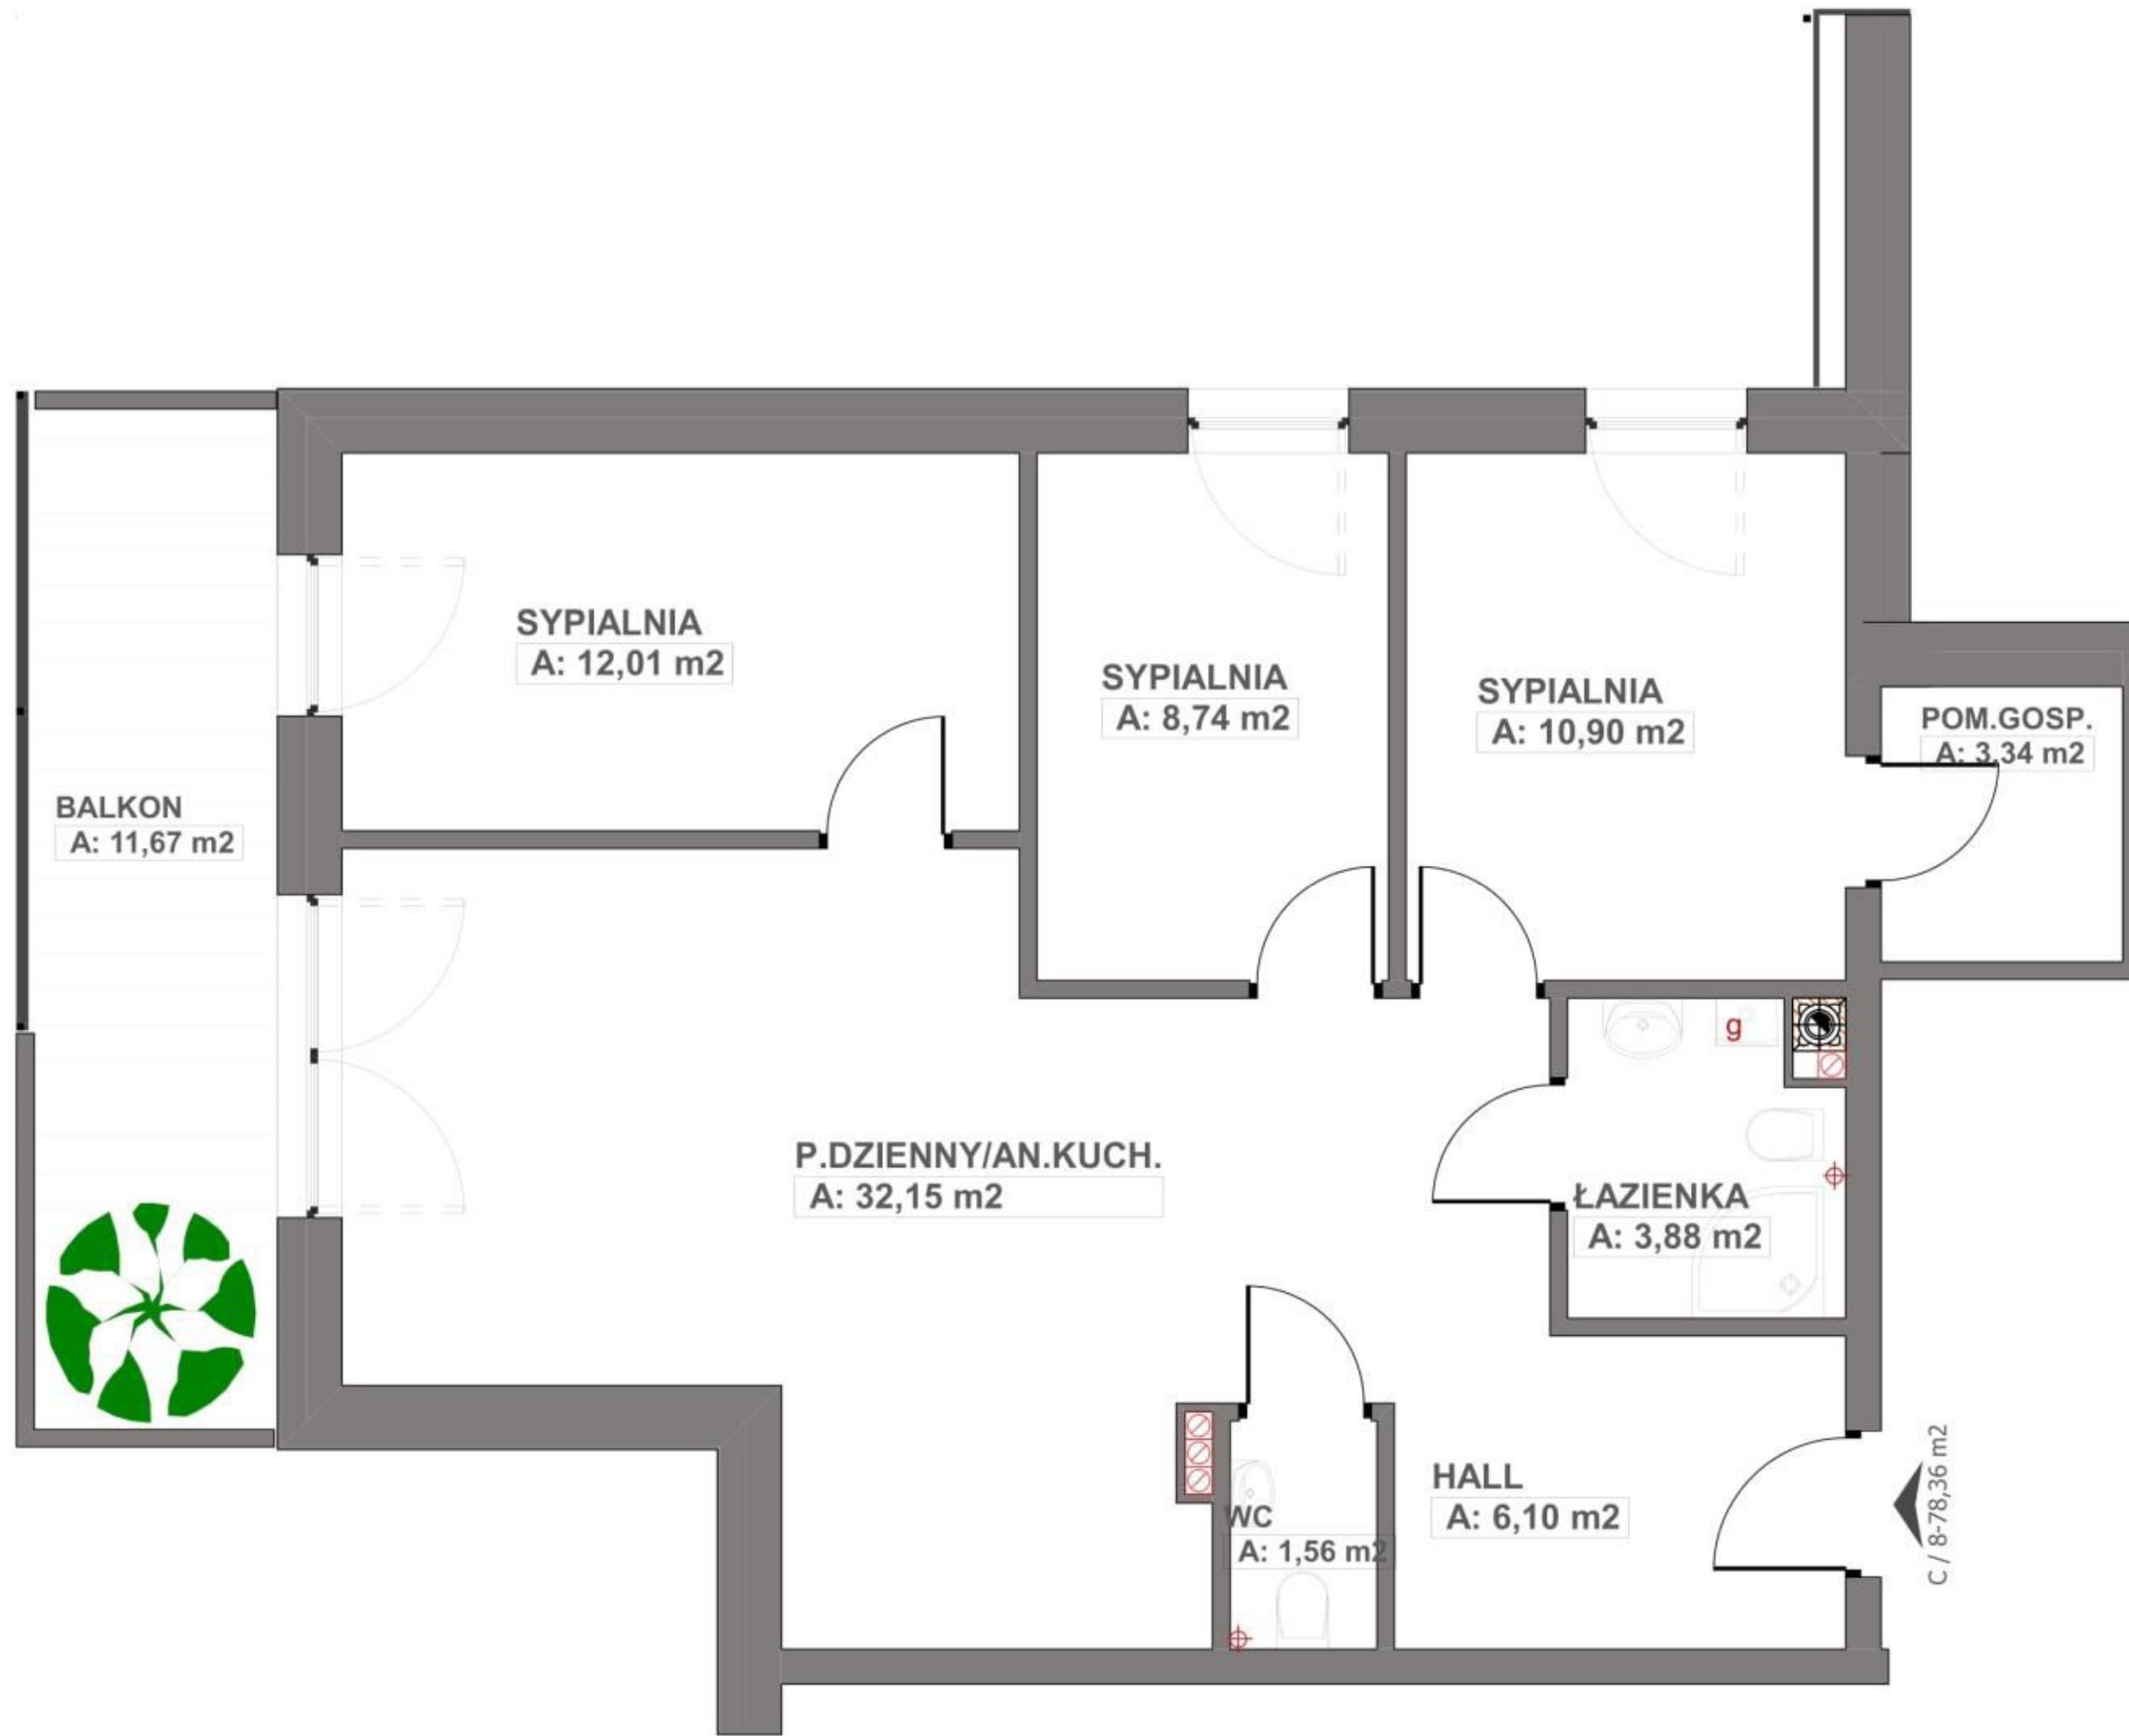 SYPIALNIA
A: 12,01 m2
SYPIALNIA
A: 8,74 m2
SYPIALNIA
A: 10,90 m2
POM.GOSP.
A: 3,34 m2
BALKON
A: 11,67 m2
P.DZIENNY/AN.KUCH.
A: 32,15 m2
g
ŁAZIENKA
A: 3,88 m2
HALL
A: 6,10 m2
WC
A: 1,56 m2
C / 8-78,36 m2